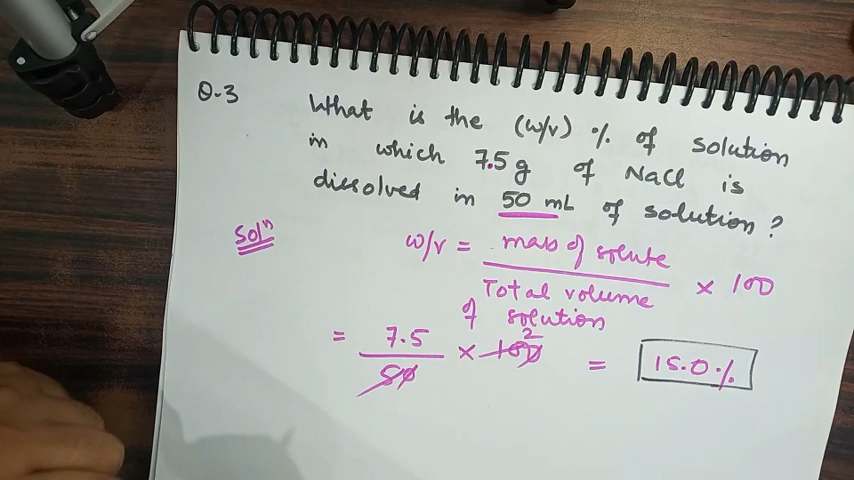 Q.3
What is the (w/v) % of solution
in which 7.5g of NaCl is
dissolved in 50 mL of solution?
Solⁿ
w/v = mass of solute / Total volume of solution × 100
= 7.5 / 50 × 100 2 = 15.0%